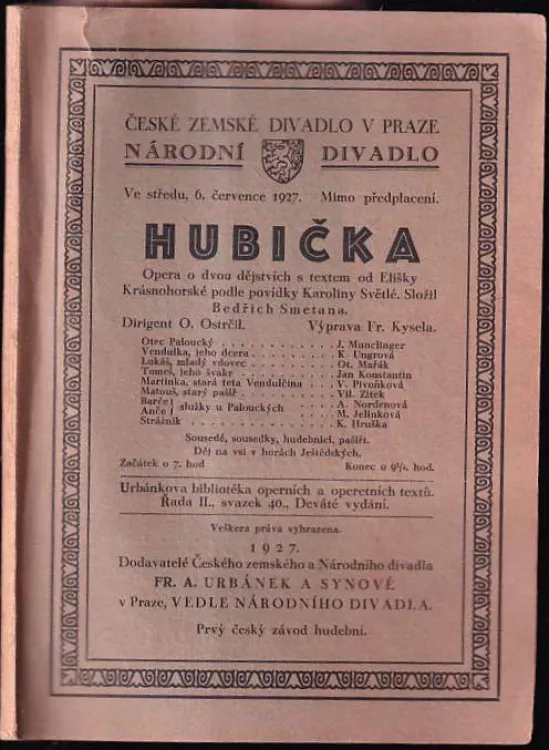 ČESKÉ ZEMSKÉ DIVADLO V PRAZE
NÁRODNÍ DIVADLO
Ve středu, 6. července 1927. Mimo předplacení.
HUBIČKA
Opera o dvou dějstvích s textem od Elišky
Krásnohorské podle povídky Karoliny Světlé. Složil
Bedřich Smetana.
Dirigent O. Ostrčil. Výprava Fr. Kysela.
Otec Paloucký . . . . . . . . . . . J. Munclinger
Vendulka, jeho dcera . . . . . . . . . K. Ungrová
Lukáš, mladý vdovec . . . . . . . . . Ot. Mařák
Tomeš, jeho švakr . . . . . . . . . . Jan Konstantin
Martinka, stará teta Vendulčina . . . V. Pivoňková
Matouš, starý pašíř . . . . . . . . . Vil. Zítek
Barče } služky u Palouckých . . . A. Nordenová
Anče } M. Jelínková
Strážník . . . . . . . . . . . . . K. Hruška
Sousedé, sousedky, hudebníci, pašíři.
Děj na vsi v horách Ještědských.
Začátek o 7. hod Konec o 9¹/₄. hod.
Urbánkova bibliotéka operních a operetních textů.
Řada II., svazek 40., Deváté vydání.
Veškera práva vyhrazena.
1927.
Dodavatelé Českého zemského a Národního divadla
FR. A. URBÁNEK A SYNOVÉ
v Praze, VEDLE NÁRODNÍHO DIVADLA.
Prvý český závod hudební.